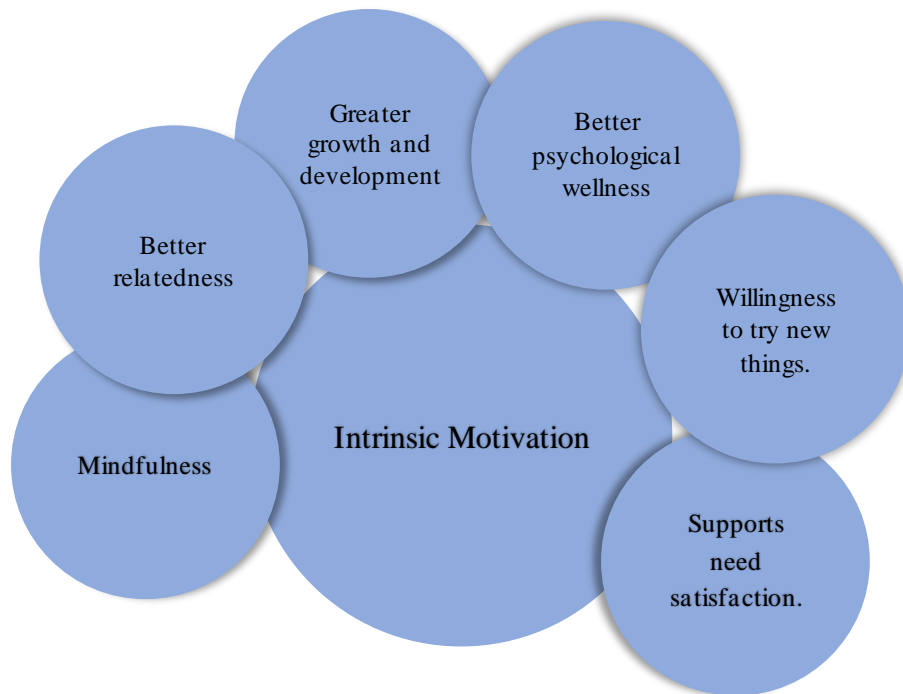 Greater
growth and
development
Better
psychological
wellness
Better
relatedness
Willingness
to try new
things.
Intrinsic Motivation
Mindfulness
Supports
need
satisfaction.